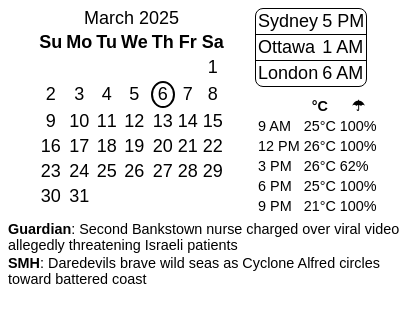 March 2025
Su Mo Tu We Th Fr Sa
1
2 3 4 5 6 7 8
9 10 11 12 13 14 15
16 17 18 19 20 21 22
23 24 25 26 27 28 29
30 31
Sydney 5 PM
Ottawa 1 AM
London 6 AM
°C ☂
9 AM 25°C 100%
12 PM 26°C 100%
3 PM 26°C 62%
6 PM 25°C 100%
9 PM 21°C 100%
Guardian: Second Bankstown nurse charged over viral video
allegedly threatening Israeli patients
SMH: Daredevils brave wild seas as Cyclone Alfred circles
toward battered coast